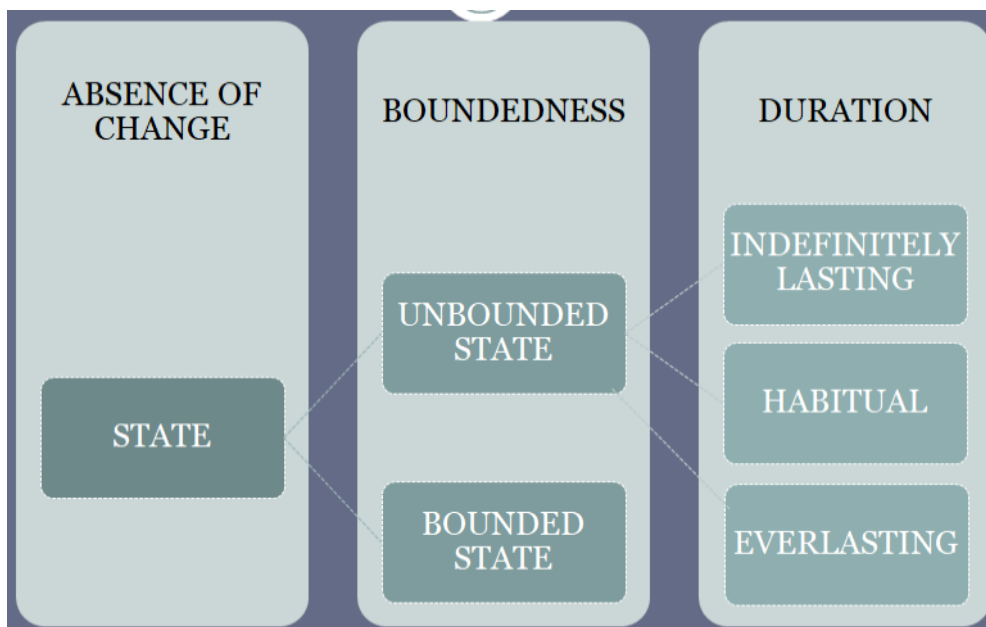 ABSENCE OF
CHANGE
STATE
BOUNDEDNESS
UNBOUNDED
STATE
BOUNDED
STATE
DURATION
INDEFINITELY
LASTING
HABITUAL
EVERLASTING